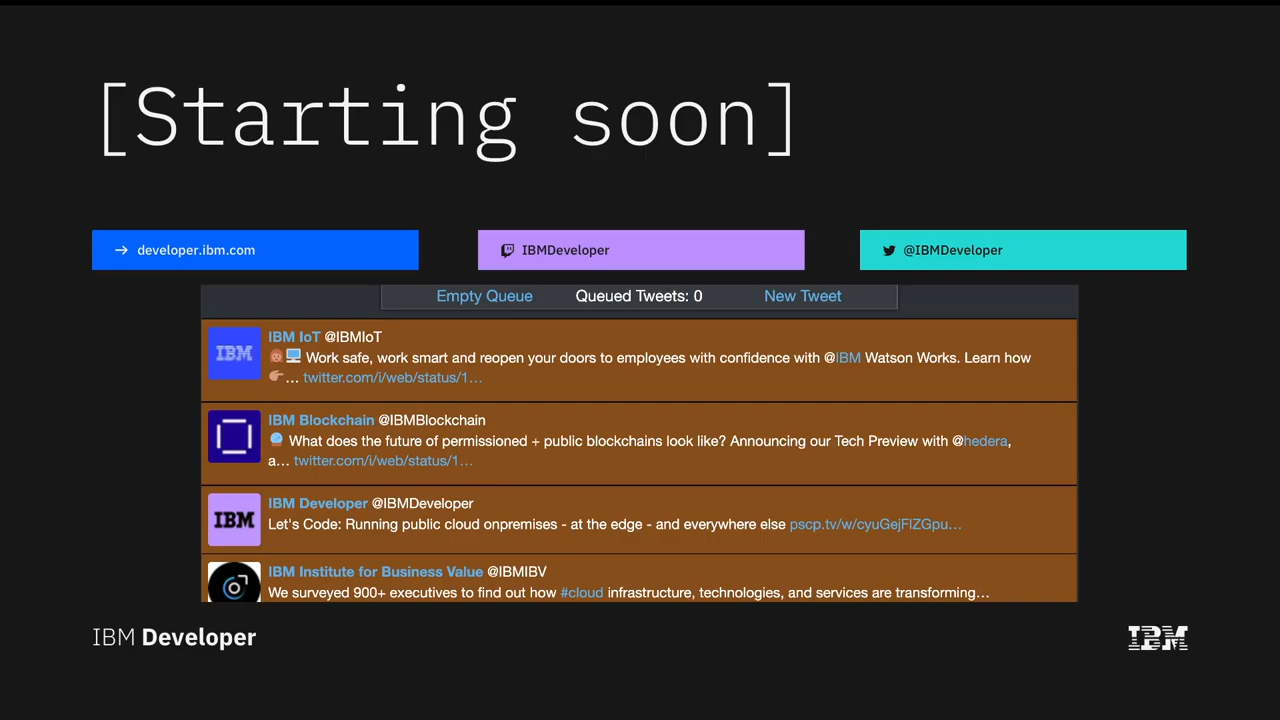 [Starting soon]
→ developer.ibm.com
IBMDeveloper
@IBMDeveloper
Empty Queue Queued Tweets: 0 New Tweet
IBM IoT @IBMIoT
IBM Work safe, work smart and reopen your doors to employees with confidence with @IBM Watson Works. Learn how
… twitter.com/i/web/status/1…
IBM Blockchain @IBMBlockchain
What does the future of permissioned + public blockchains look like? Announcing our Tech Preview with @hedera,
a… twitter.com/i/web/status/1…
IBM Developer @IBMDeveloper
IBM Let's Code: Running public cloud onpremises - at the edge - and everywhere else pscp.tv/w/cyuGejFlZGpu…
IBM Institute for Business Value @IBMIBV
We surveyed 900+ executives to find out how #cloud infrastructure, technologies, and services are transforming…
IBM Developer
IBM